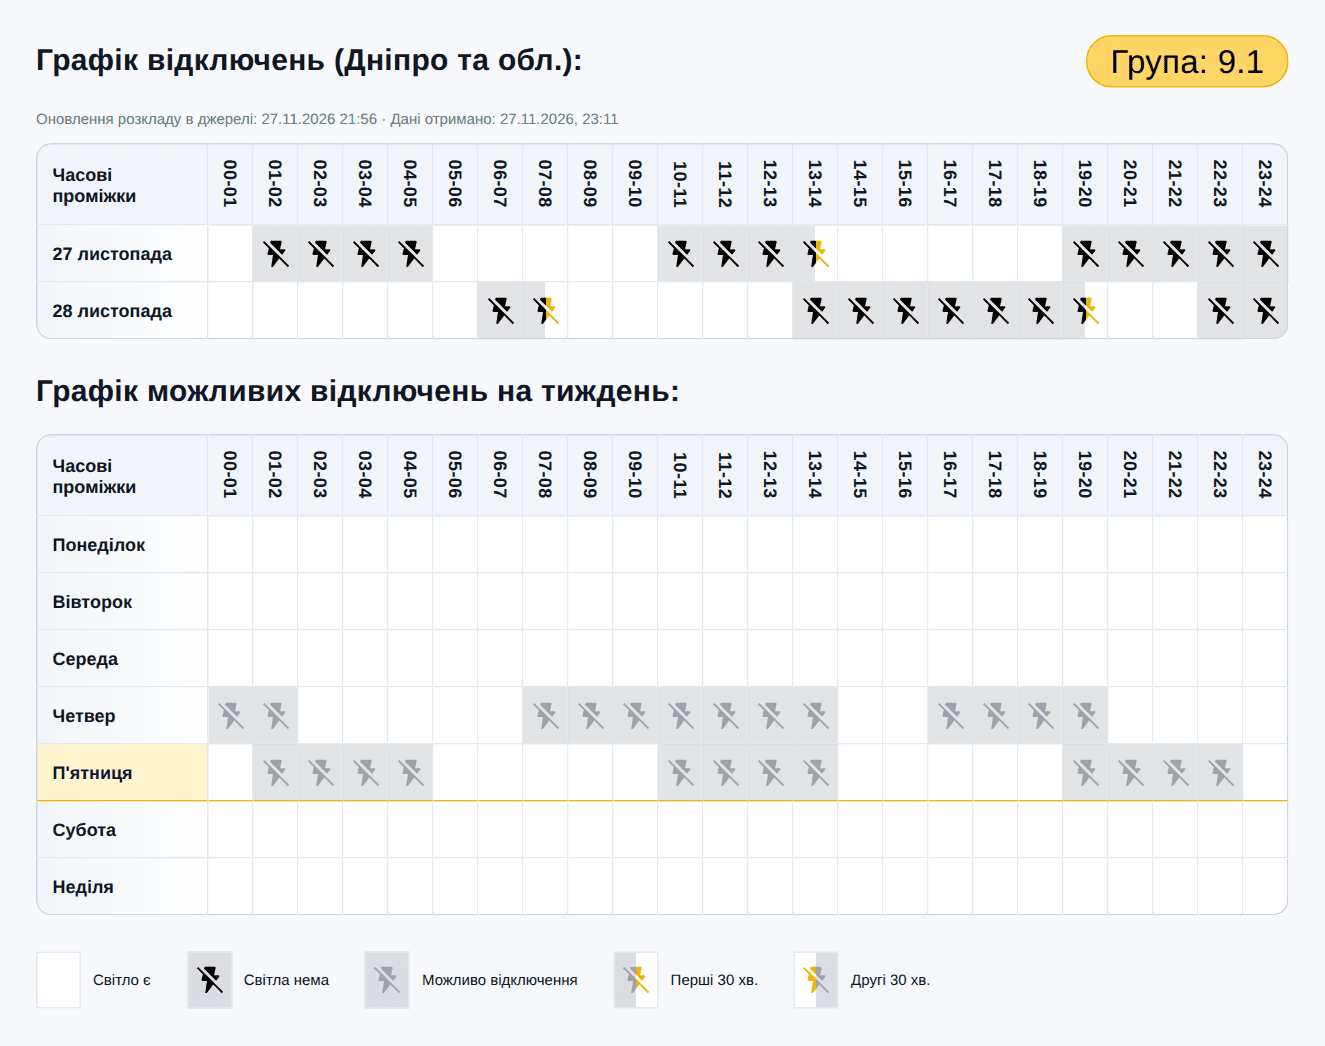 Графік відключень (Дніпро та обл.):
Група: 9.1
Оновлення розкладу в джерелі: 27.11.2026 21:56 · Дані отримано: 27.11.2026, 23:11
Часові
проміжки
00-01 01-02 02-03 03-04 04-05 05-06 06-07 07-08 08-09 09-10 10-11 11-12 12-13 13-14 14-15 15-16 16-17 17-18 18-19 19-20 20-21 21-22 22-23 23-24
27 листопада
28 листопада
Графік можливих відключень на тиждень:
Часові
проміжки
00-01 01-02 02-03 03-04 04-05 05-06 06-07 07-08 08-09 09-10 10-11 11-12 12-13 13-14 14-15 15-16 16-17 17-18 18-19 19-20 20-21 21-22 22-23 23-24
Понеділок
Вівторок
Середа
Четвер
П'ятниця
Субота
Неділя
Світло є Світла нема Можливо відключення Перші 30 хв. Другі 30 хв.